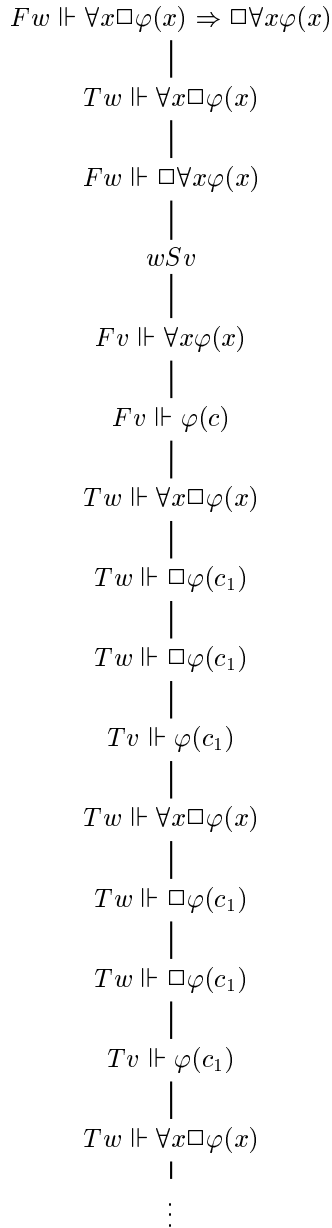 Fw ⊩ ∀x□φ(x) ⇒ □∀xφ(x)
Tw ⊩ ∀x□φ(x)
Fw ⊩ □∀xφ(x)
wSv
Fv ⊩ ∀xφ(x)
Fv ⊩ φ(c)
Tw ⊩ ∀x□φ(x)
Tw ⊩ □φ(c₁)
Tw ⊩ □φ(c₁)
Tv ⊩ φ(c₁)
Tw ⊩ ∀x□φ(x)
Tw ⊩ □φ(c₁)
Tw ⊩ □φ(c₁)
Tv ⊩ φ(c₁)
Tw ⊩ ∀x□φ(x)
⋮